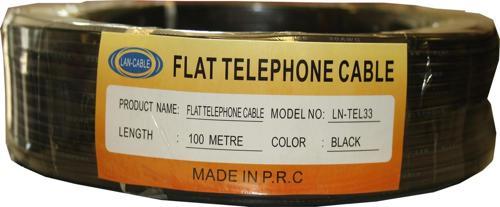 LAN-CABLE
FLAT TELEPHONE CABLE
PRODUCT NAME: FLAT TELEPHONE CABLE MODEL NO: LN-TEL33
LENGTH : 100 METRE COLOR : BLACK
MADE IN P.R.C